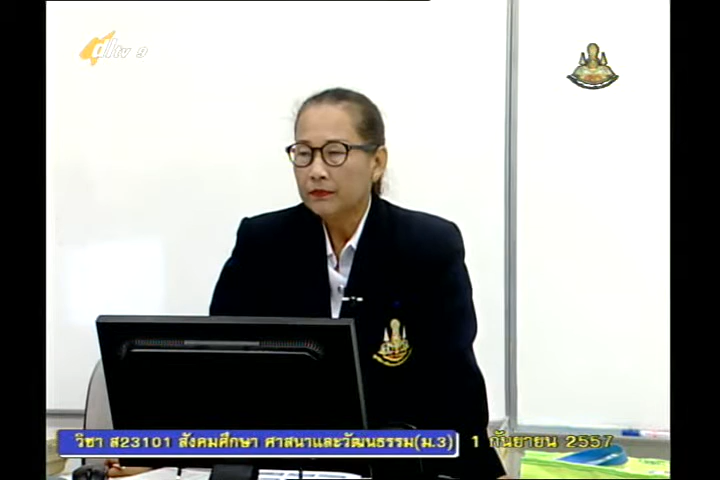 dltv 9
วิชา ส23101 สังคมศึกษา ศาสนาและวัฒนธรรม(ม.3) 1 กันยายน 2557